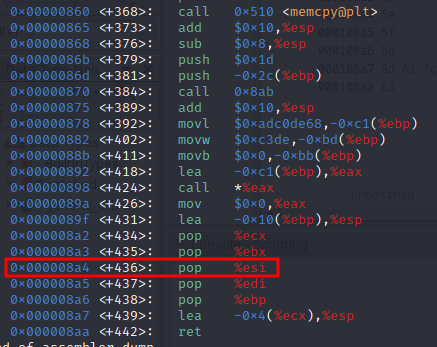 0×00000860 <+368>: call 0×510 <memcpy@plt>
0×00000865 <+373>: add $0×10,%esp
0×00000868 <+376>: sub $0×8,%esp
0×0000086b <+379>: push $0×1d
0×0000086d <+381>: push -0×2c(%ebp)
0×00000870 <+384>: call 0×8ab
0×00000875 <+389>: add $0×10,%esp
0×00000878 <+392>: movl $0×adc0de68,-0×c1(%ebp)
0×00000882 <+402>: movw $0×c3de,-0×bd(%ebp)
0×0000088b <+411>: movb $0×0,-0×bb(%ebp)
0×00000892 <+418>: lea -0×c1(%ebp),%eax
0×00000898 <+424>: call *%eax
0×0000089a <+426>: mov $0×0,%eax
0×0000089f <+431>: lea -0×10(%ebp),%esp
0×000008a2 <+434>: pop %ecx
0×000008a3 <+435>: pop %ebx
0×000008a4 <+436>: pop %esi
0×000008a5 <+437>: pop %edi
0×000008a6 <+438>: pop %ebp
0×000008a7 <+439>: lea -0×4(%ecx),%esp
0×000008aa <+442>: ret
of assembler dump
000108a5 5f
000108a6 5d
000108aa c3
undefined